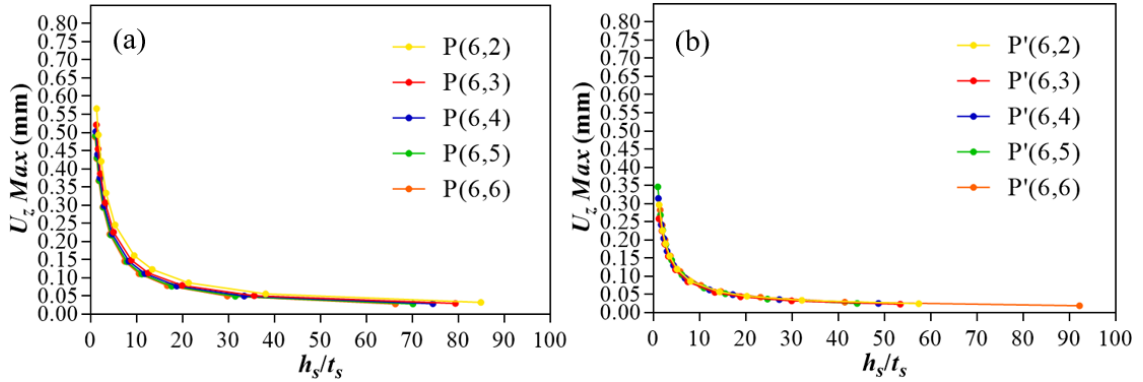 (a)
U_z Max (mm)
0.80
0.75
0.70
0.65
0.60
0.55
0.50
0.45
0.40
0.35
0.30
0.25
0.20
0.15
0.10
0.05
0.00
P(6,2)
P(6,3)
P(6,4)
P(6,5)
P(6,6)
0 10 20 30 40 50 60 70 80 90 100
h_s/t_s
(b)
U_z Max (mm)
0.80
0.75
0.70
0.65
0.60
0.55
0.50
0.45
0.40
0.35
0.30
0.25
0.20
0.15
0.10
0.05
0.00
P'(6,2)
P'(6,3)
P'(6,4)
P'(6,5)
P'(6,6)
0 10 20 30 40 50 60 70 80 90 100
h_s/t_s